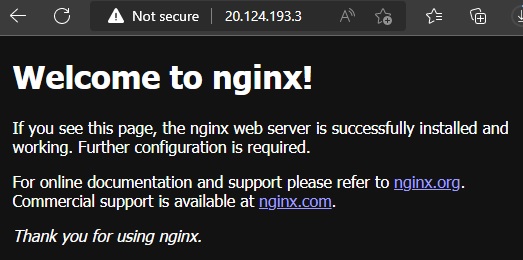 Not secure | 20.124.193.3
Welcome to nginx!
If you see this page, the nginx web server is successfully installed and
working. Further configuration is required.
For online documentation and support please refer to nginx.org.
Commercial support is available at nginx.com.
Thank you for using nginx.